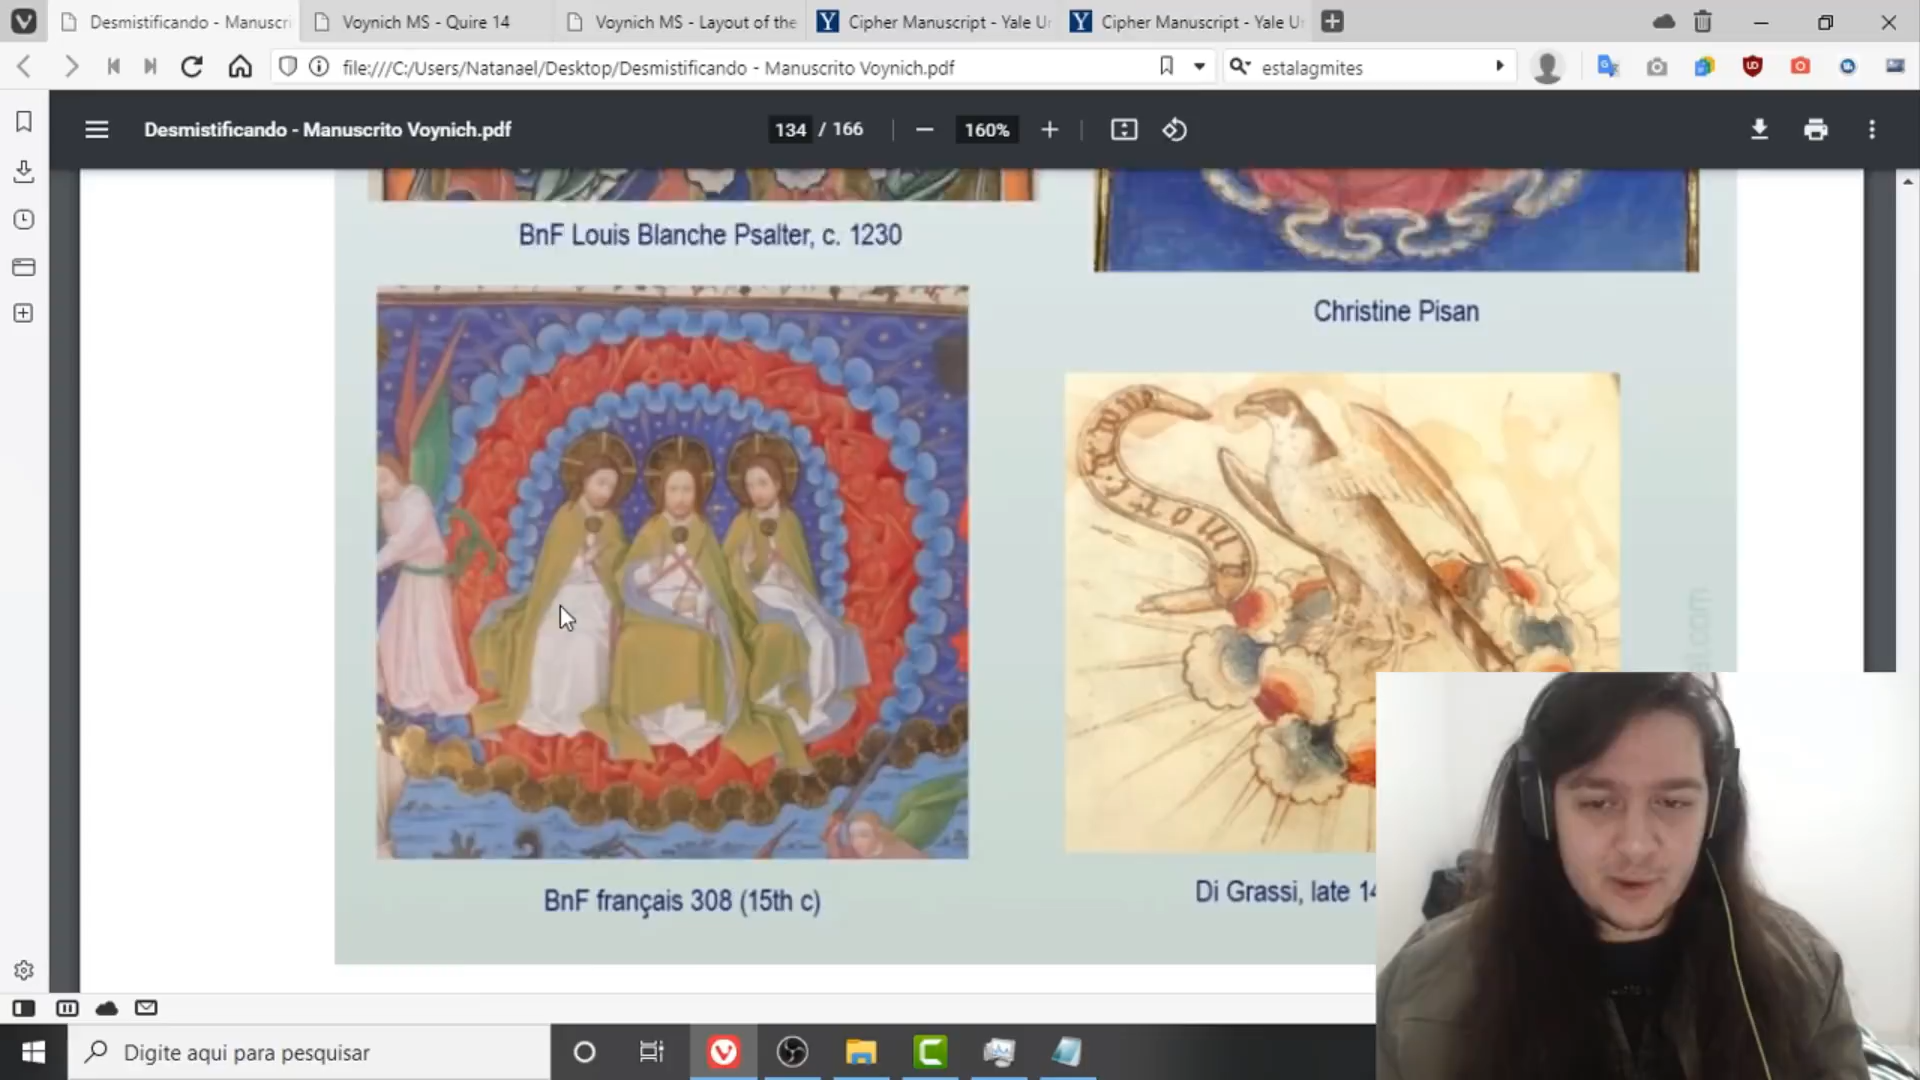 Desmistificando - Manuscri
Voynich MS - Quire 14
Voynich MS - Layout of the
Cipher Manuscript - Yale Ur
Cipher Manuscript - Yale U
file:///C:/Users/Natanael/Desktop/Desmistificando - Manuscrito Voynich.pdf
estalagmites
Desmistificando - Manuscrito Voynich.pdf
134 / 166
160%
BnF Louis Blanche Psalter, c. 1230
Christine Pisan
BnF français 308 (15th c)
Di Grassi, late 14
Digite aqui para pesquisar